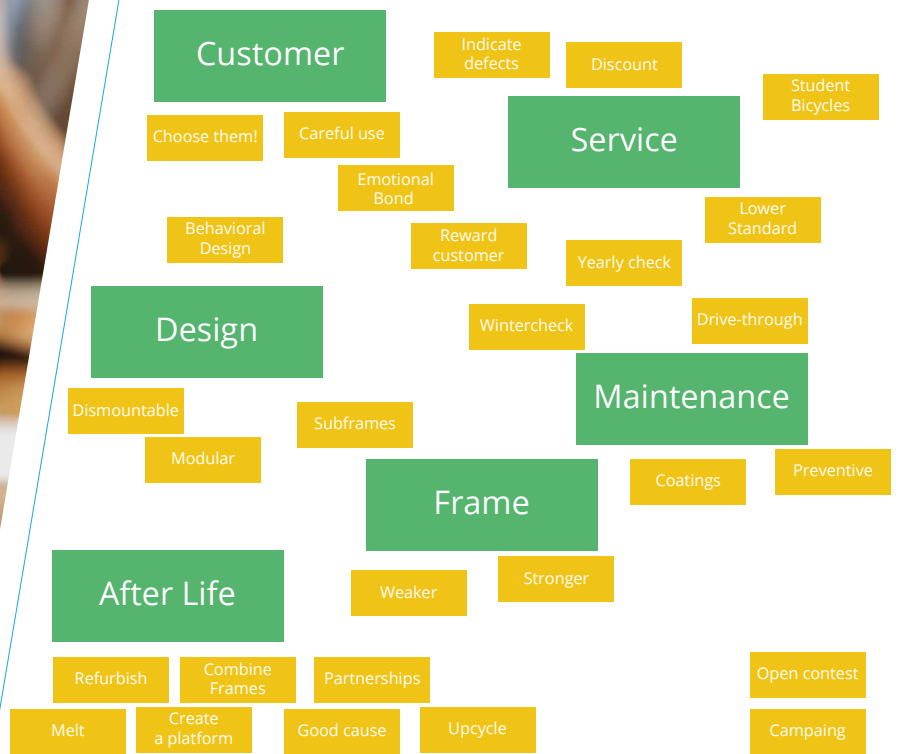 Customer
Indicate
defects
Discount
Student
Bicycles
Choose them!
Careful use
Service
Emotional
Bond
Lower
Standard
Behavioral
Design
Reward
customer
Yearly check
Design
Wintercheck
Drive-through
Maintenance
Dismountable
Subframes
Modular
Frame
Coatings
Preventive
After Life
Weaker
Stronger
Refurbish
Combine
Frames
Partnerships
Open contest
Melt
Create
a platform
Good cause
Upcycle
Campaing